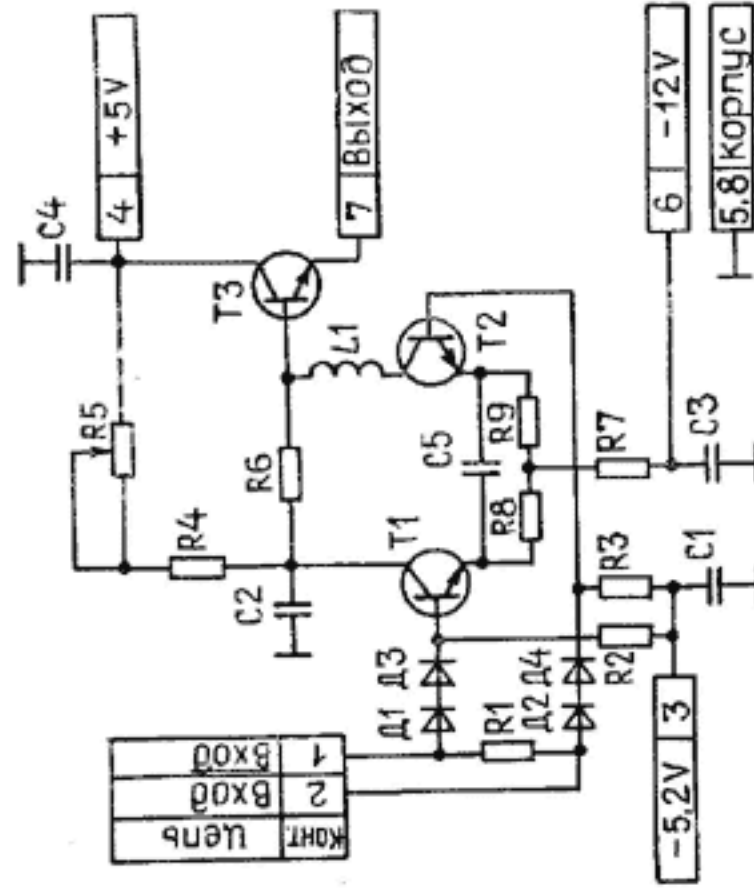 Конт. Цепь
2 Вход
1 Вход
Д1 Д3
R1
Д2 Д4
R2
R3
C1
-5,2V 3
C2
R4
R5
R6
T1
C5
R8
R9
R7
C3
L1
T2
T3
C4
4 +5V
7 Выход
6 -12V
5,8 корпус